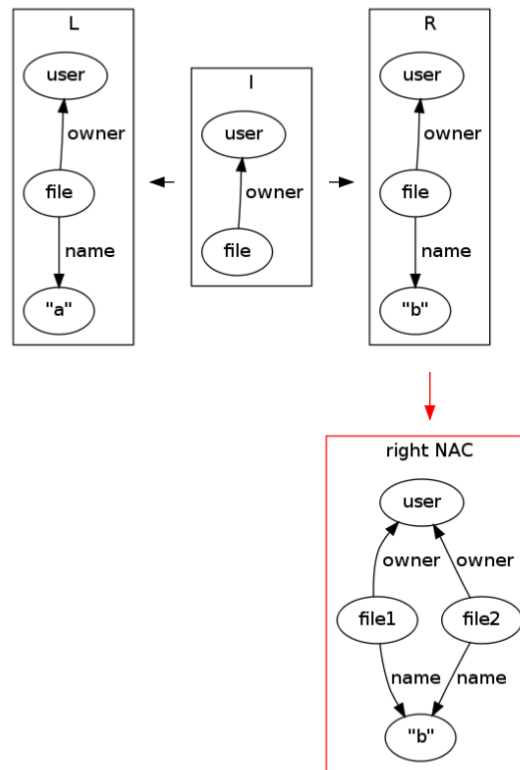 L
user
owner
file
name
"a"
I
user
owner
file
R
user
owner
file
name
"b"
right NAC
user
owner owner
file1 file2
name name
"b"